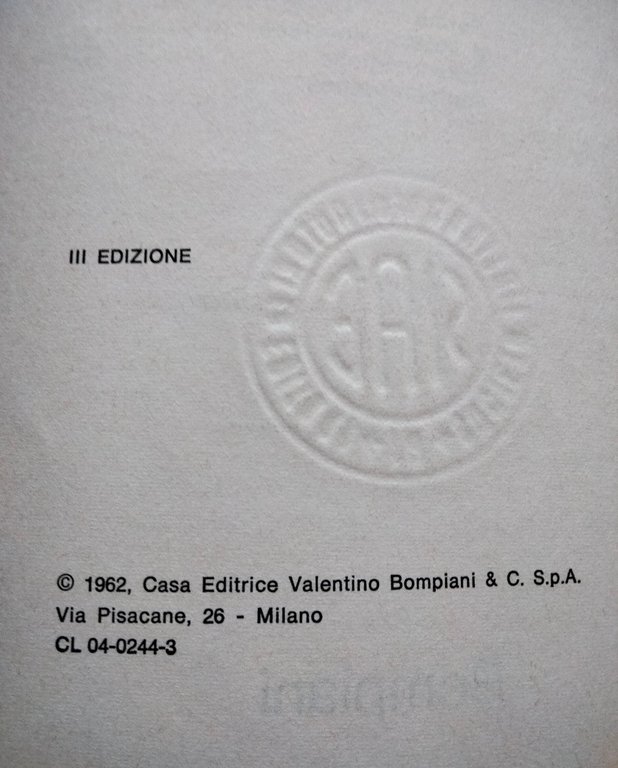 III EDIZIONE
© 1962, Casa Editrice Valentino Bompiani & C. S.p.A.
Via Pisacane, 26 - Milano
CL 04-0244-3